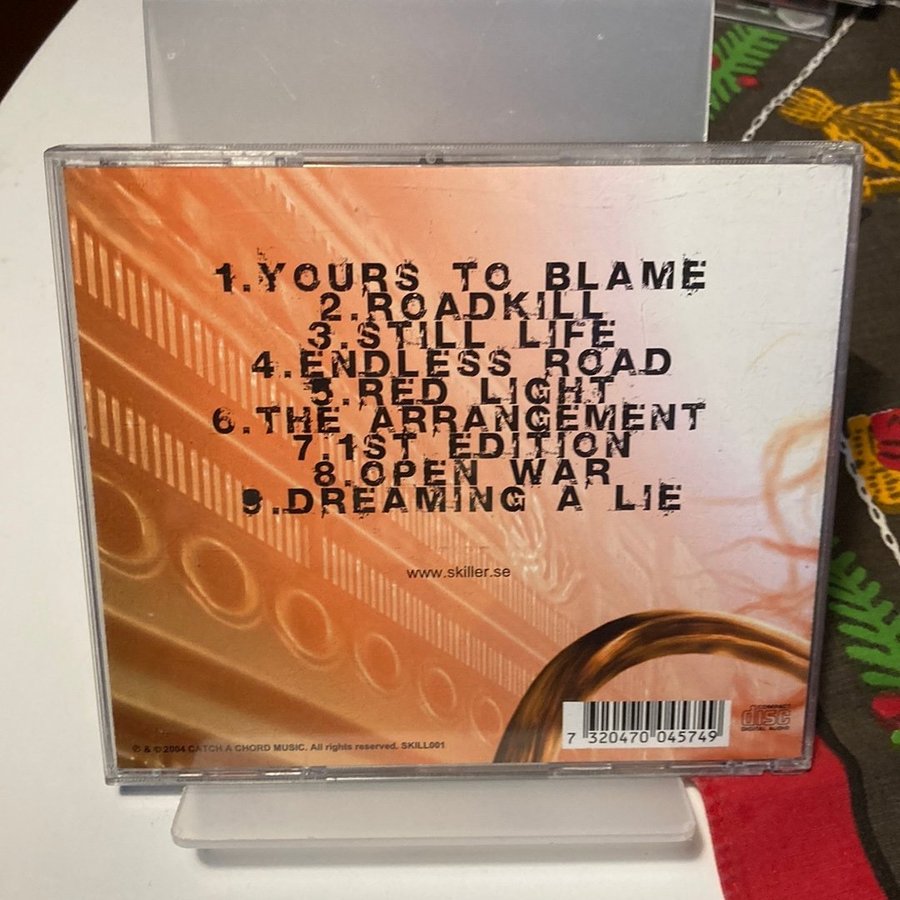 1.YOURS TO BLAME
2.ROADKILL
3.STILL LIFE
4.ENDLESS ROAD
5.RED LIGHT
6.THE ARRANGEMENT
7.1ST EDITION
8.OPEN WAR
9.DREAMING A LIE
www.skiller.se
℗ & © 2004 CATCH A CHORD MUSIC. All rights reserved. SKILL001
7 320470 045749
COMPACT
disc
DIGITAL AUDIO